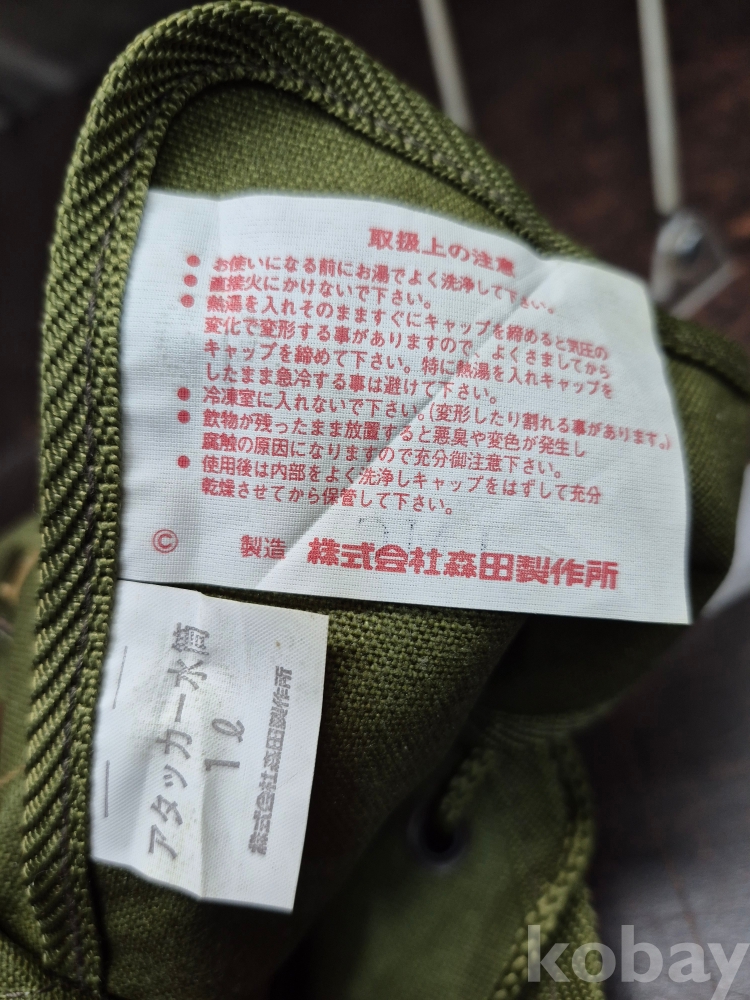 取扱上の注意
● お使いになる前にお湯でよく洗浄して下さい。
● 直接火にかけないで下さい。
● 熱湯を入れそのまますぐにキャップを締めると気圧の
変化で変形する事がありますので、よくさましてから
キャップを締めて下さい。特に熱湯を入れキャップを
したまま急冷する事は避けて下さい。
● 冷凍室に入れないで下さい。(変形したり割れる事があります。)
● 飲物が残ったまま放置すると悪臭や変色が発生し
腐触の原因になりますので充分御注意下さい。
● 使用後は内部をよく洗浄しキャップをはずして充分
乾燥させてから保管して下さい。
© 製造 株式会社森田製作所
アタッカー水筒
1ℓ
株式会社森田製作所
kobay